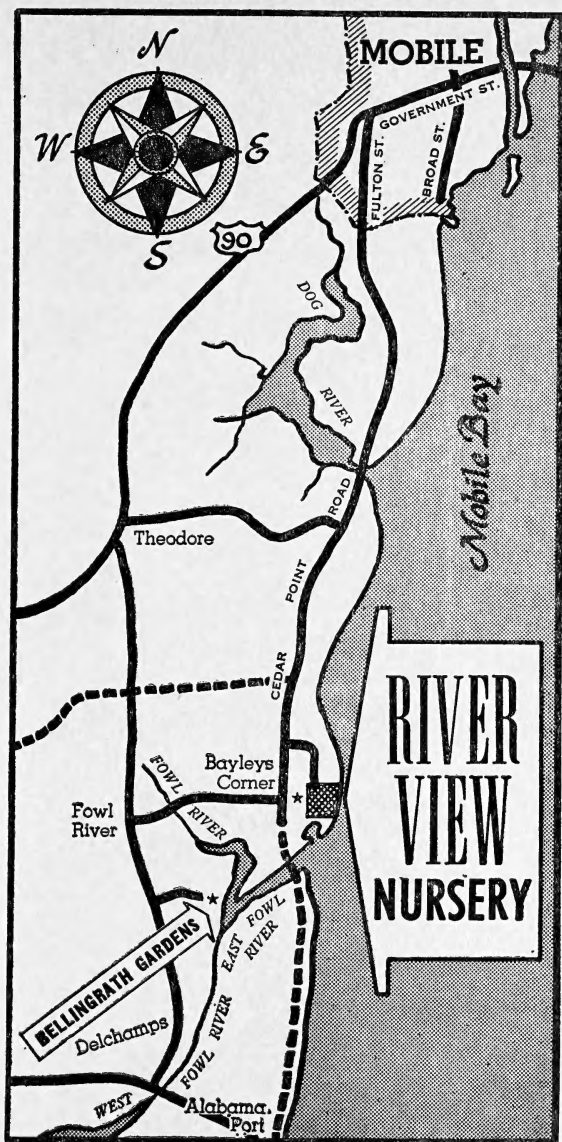 N
MOBILE
W
E
S
GOVERNMENT ST.
FULTON ST.
BROAD ST.
90
DOG
RIVER
Mobile Bay
ROAD
Theodore
POINT
CEDAR
RIVER
VIEW
NURSERY
Bayleys
Corner
FOWL
RIVER
Fowl
River
EAST FOWL
RIVER
BELLINGRATH GARDENS
Delchamps
FOWL RIVER
WEST
Alabama
Port